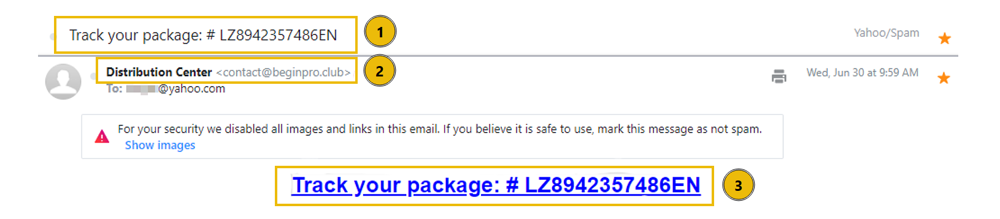 Track your package: # LZ8942357486EN
1
Yahoo/Spam
Distribution Center <contact@beginpro.club>
2
Wed, Jun 30 at 9:59 AM
To: @yahoo.com
For your security we disabled all images and links in this email. If you believe it is safe to use, mark this message as not spam.
Show images
Track your package: # LZ8942357486EN
3